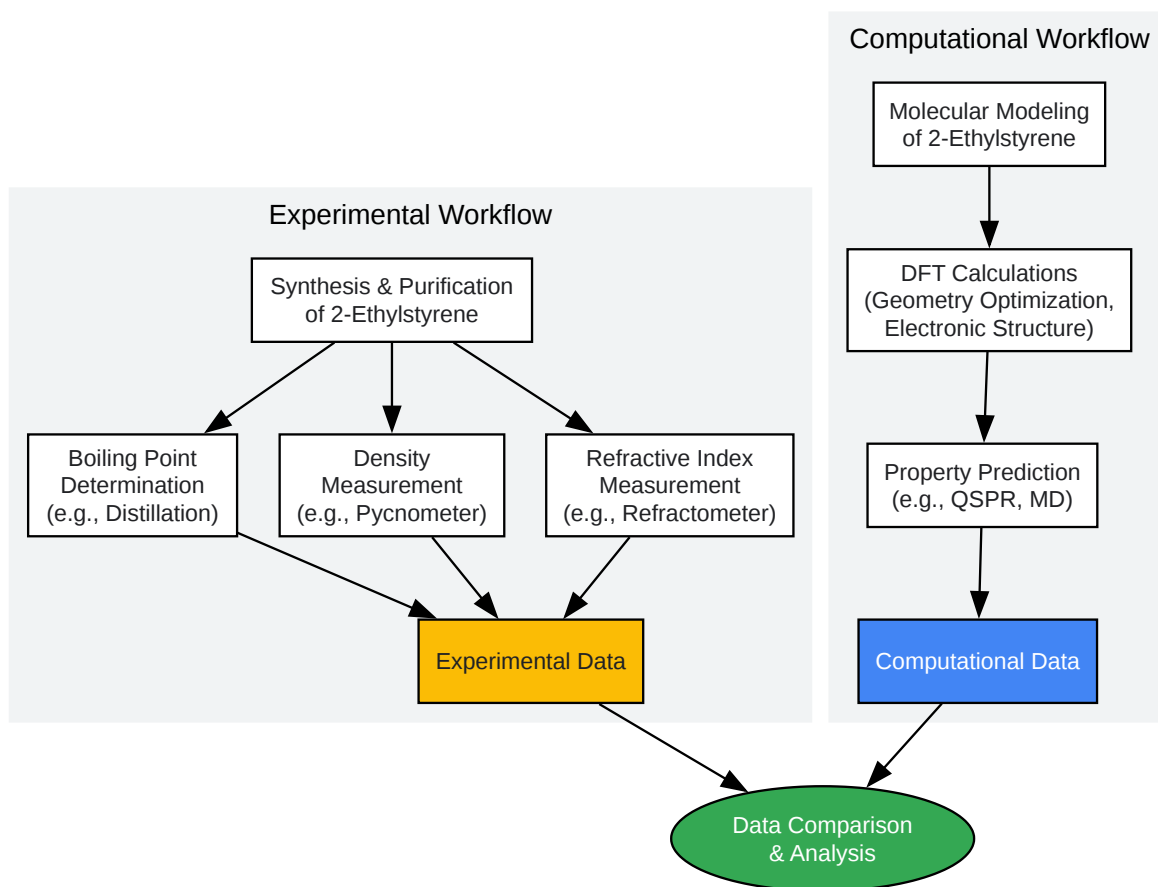 Computational Workflow
Molecular Modeling
of 2-Ethylstyrene
DFT Calculations
(Geometry Optimization,
Electronic Structure)
Property Prediction
(e.g., QSPR, MD)
Computational Data
Experimental Workflow
Synthesis & Purification
of 2-Ethylstyrene
Boiling Point
Determination
(e.g., Distillation)
Density
Measurement
(e.g., Pycnometer)
Refractive Index
Measurement
(e.g., Refractometer)
Experimental Data
Data Comparison
& Analysis